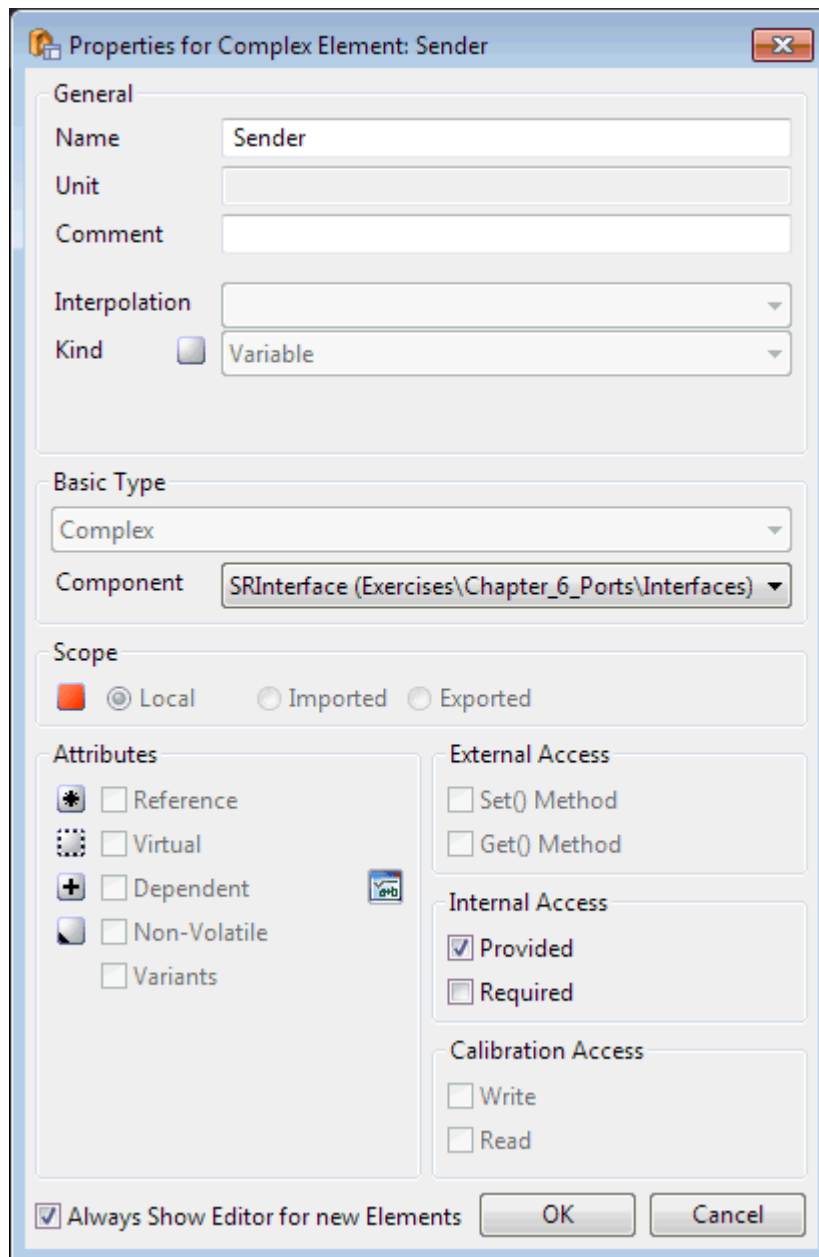 Properties for Complex Element: Sender
General
Name Sender
Unit
Comment
Interpolation
Kind Variable
Basic Type
Complex
Component SRInterface (Exercises\Chapter_6_Ports\Interfaces)
Scope
Local Imported Exported
Attributes
Reference
Virtual
Dependent
Non-Volatile
Variants
External Access
Set() Method
Get() Method
Internal Access
Provided
Required
Calibration Access
Write
Read
Always Show Editor for new Elements OK Cancel